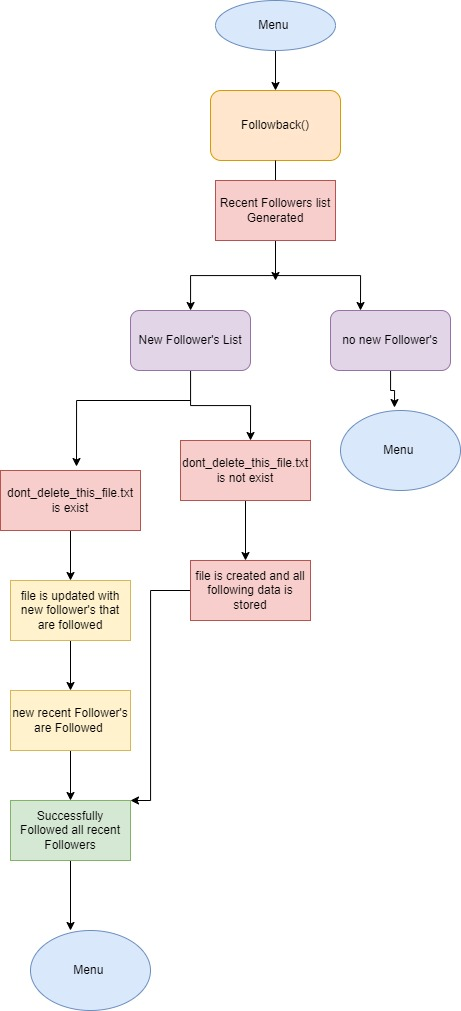 Menu
Followback()
Recent Followers list
Generated
New Follower's List
no new Follower's
Menu
dont_delete_this_file.txt
is not exist
dont_delete_this_file.txt
is exist
file is created and all
following data is
stored
file is updated with
new follower's that
are followed
new recent Follower's
are Followed
Successfully
Followed all recent
Followers
Menu